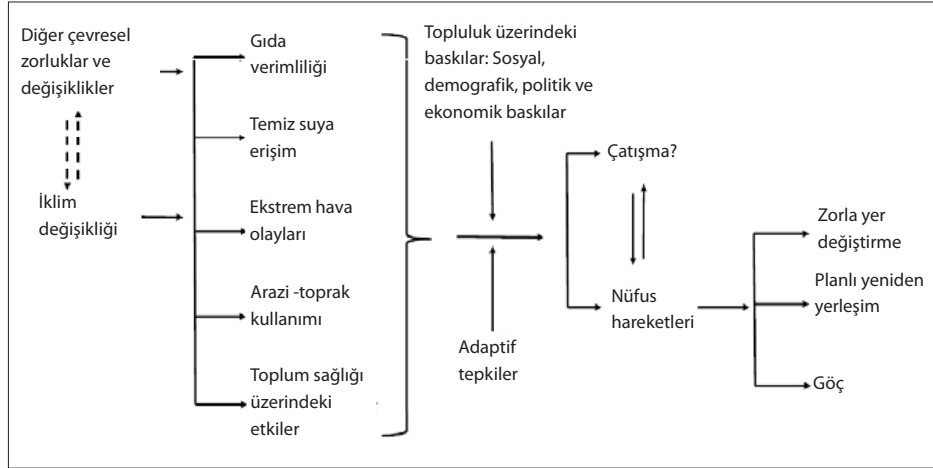 Diğer çevresel
zorluklar ve
değişiklikler
İklim
değişikliği
Gıda
verimliliği
Temiz suya
erişim
Ekstrem hava
olayları
Arazi -toprak
kullanımı
Toplum sağlığı
üzerindeki
etkiler
Topluluk üzerindeki
baskılar: Sosyal,
demografik, politik ve
ekonomik baskılar
Adaptif
tepkiler
Çatışma?
Nüfus
hareketleri
Zorla yer
değiştirme
Planlı yeniden
yerleşim
Göç